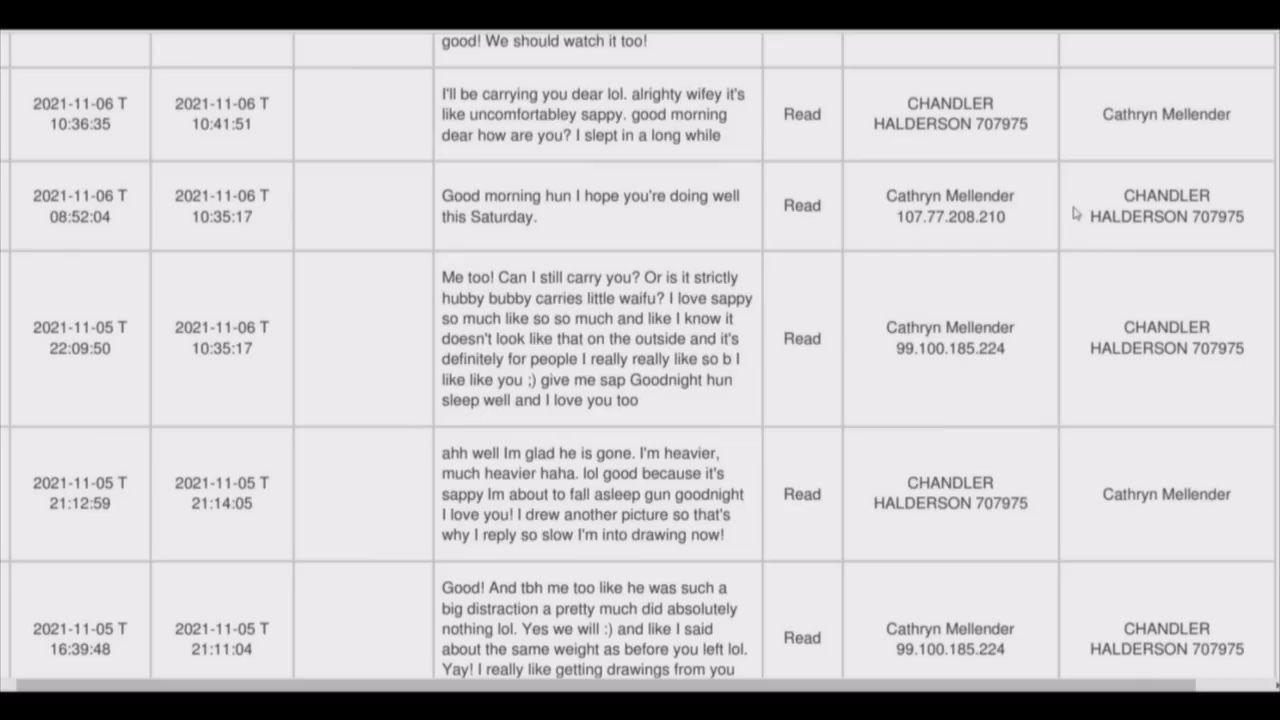 good! We should watch it too!
2021-11-06 T
10:36:35
2021-11-06 T
10:41:51
I'll be carrying you dear lol. alrighty wifey it's
like uncomfortabley sappy. good morning
dear how are you? I slept in a long while
Read
CHANDLER
HALDERSON 707975
Cathryn Mellender
2021-11-06 T
08:52:04
2021-11-06 T
10:35:17
Good morning hun I hope you're doing well
this Saturday.
Read
Cathryn Mellender
107.77.208.210
CHANDLER
HALDERSON 707975
2021-11-05 T
22:09:50
2021-11-06 T
10:35:17
Me too! Can I still carry you? Or is it strictly
hubby bubby carries little waifu? I love sappy
so much like so so much and like I know it
doesn't look like that on the outside and it's
definitely for people I really really like so b I
like like you ;) give me sap Goodnight hun
sleep well and I love you too
Read
Cathryn Mellender
99.100.185.224
CHANDLER
HALDERSON 707975
2021-11-05 T
21:12:59
2021-11-05 T
21:14:05
ahh well Im glad he is gone. I'm heavier,
much heavier haha. lol good because it's
sappy Im about to fall asleep gun goodnight
I love you! I drew another picture so that's
why I reply so slow I'm into drawing now!
Read
CHANDLER
HALDERSON 707975
Cathryn Mellender
2021-11-05 T
16:39:48
2021-11-05 T
21:11:04
Good! And tbh me too like he was such a
big distraction a pretty much did absolutely
nothing lol. Yes we will :) and like I said
about the same weight as before you left lol.
Yay! I really like getting drawings from you
Read
Cathryn Mellender
99.100.185.224
CHANDLER
HALDERSON 707975